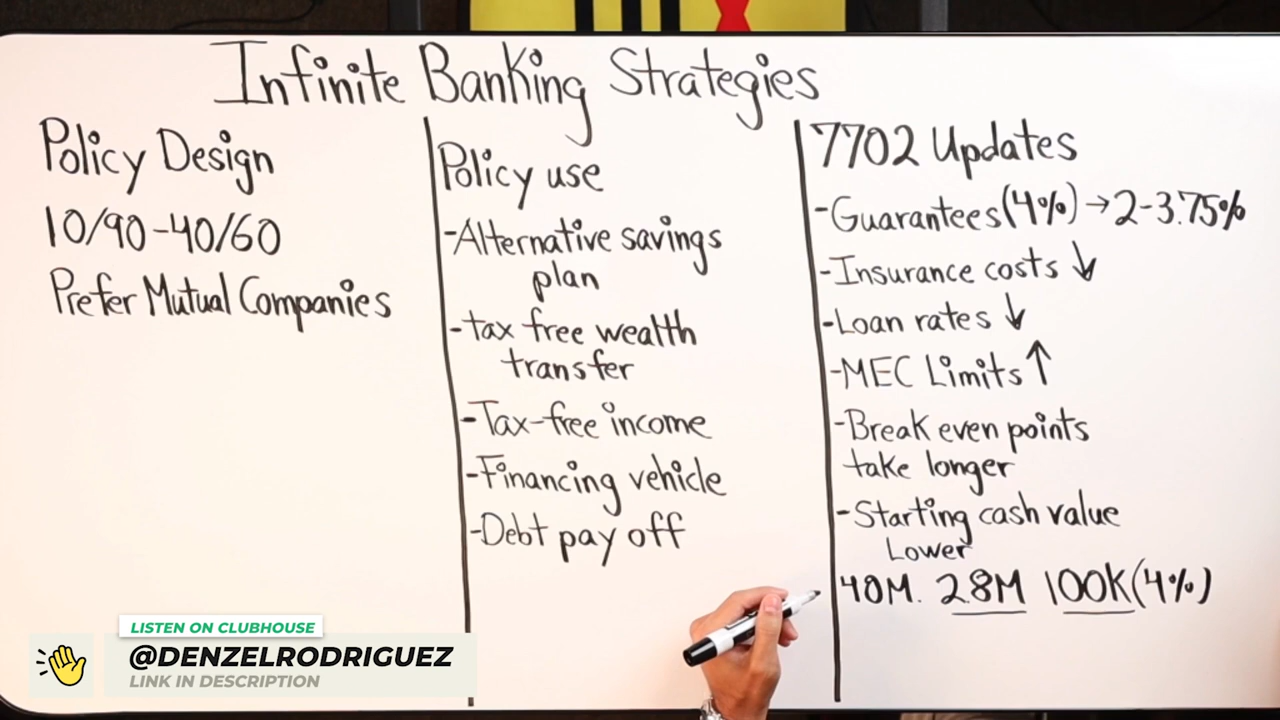 Infinite Banking Strategies
Policy Design
10/90-40/60
Prefer Mutual Companies
Policy use
-Alternative savings
plan
-tax free wealth
transfer
-Tax-free income
-Financing vehicle
-Debt pay off
7702 Updates
-Guarantees(4%)→2-3.75%
-Insurance costs ↓
-Loan rates ↓
-MEC Limits ↑
-Break even points
take longer
-Starting cash value
Lower
40M. 2.8M 100K(4%)
LISTEN ON CLUBHOUSE
@DENZELRODRIGUEZ
LINK IN DESCRIPTION